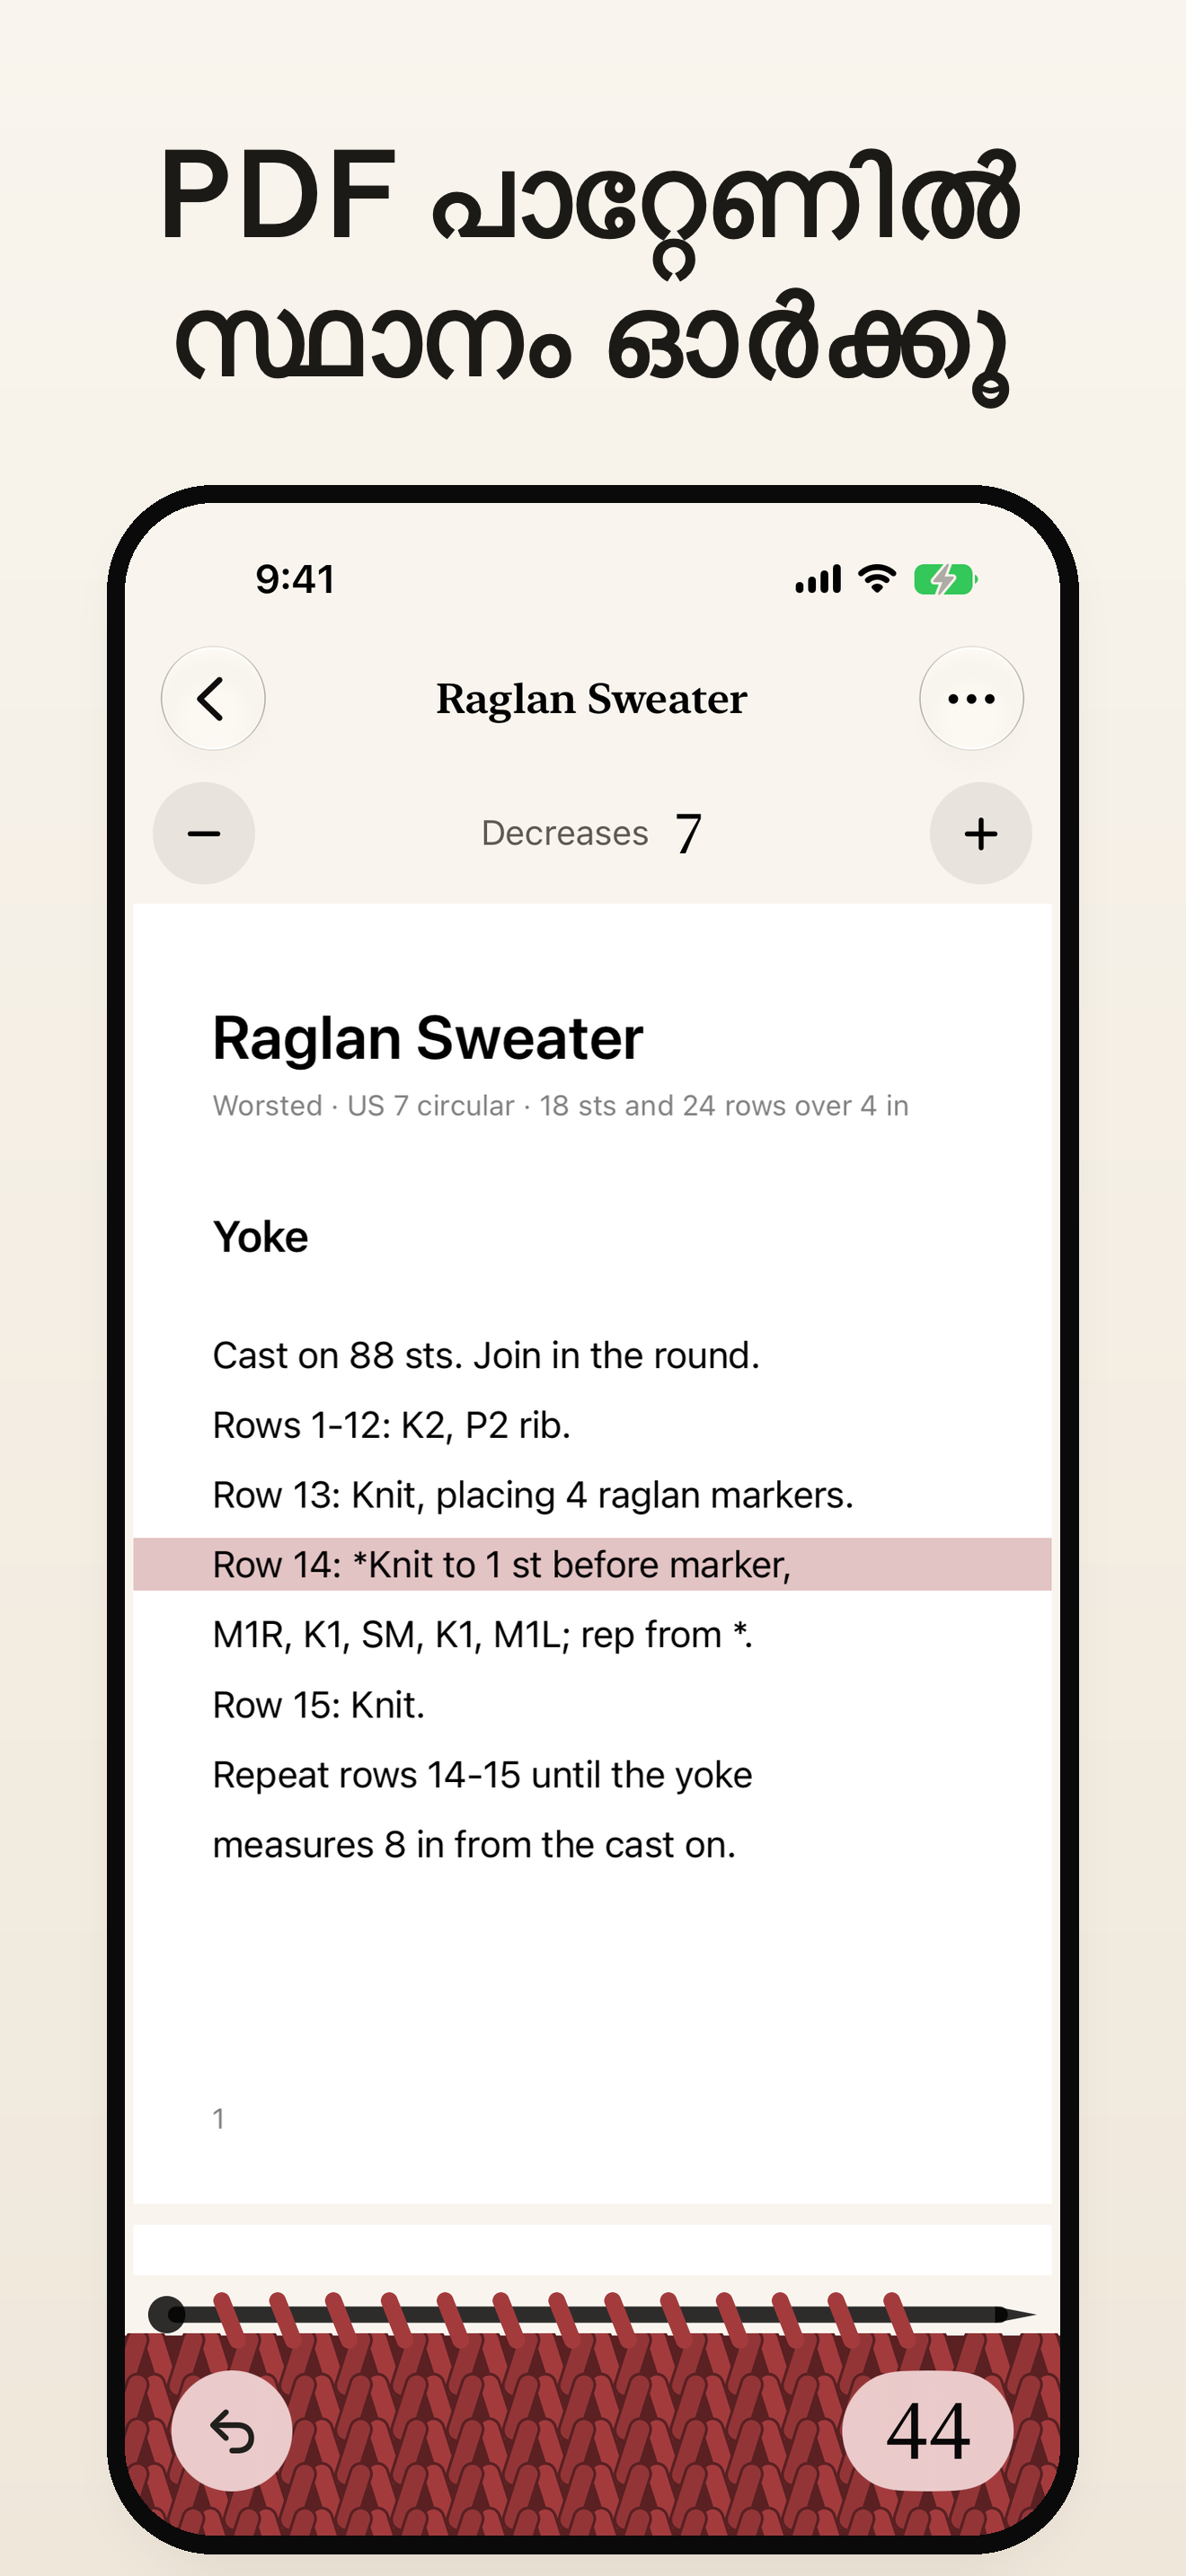 PDF പാറ്റേണിൽ
സ്ഥാനം ഓർക്കൂ
9:41
Raglan Sweater
Decreases 7
Raglan Sweater
Worsted · US 7 circular · 18 sts and 24 rows over 4 in
Yoke
Cast on 88 sts. Join in the round.
Rows 1-12: K2, P2 rib.
Row 13: Knit, placing 4 raglan markers.
Row 14: *Knit to 1 st before marker,
M1R, K1, SM, K1, M1L; rep from *.
Row 15: Knit.
Repeat rows 14-15 until the yoke
measures 8 in from the cast on.
1
44